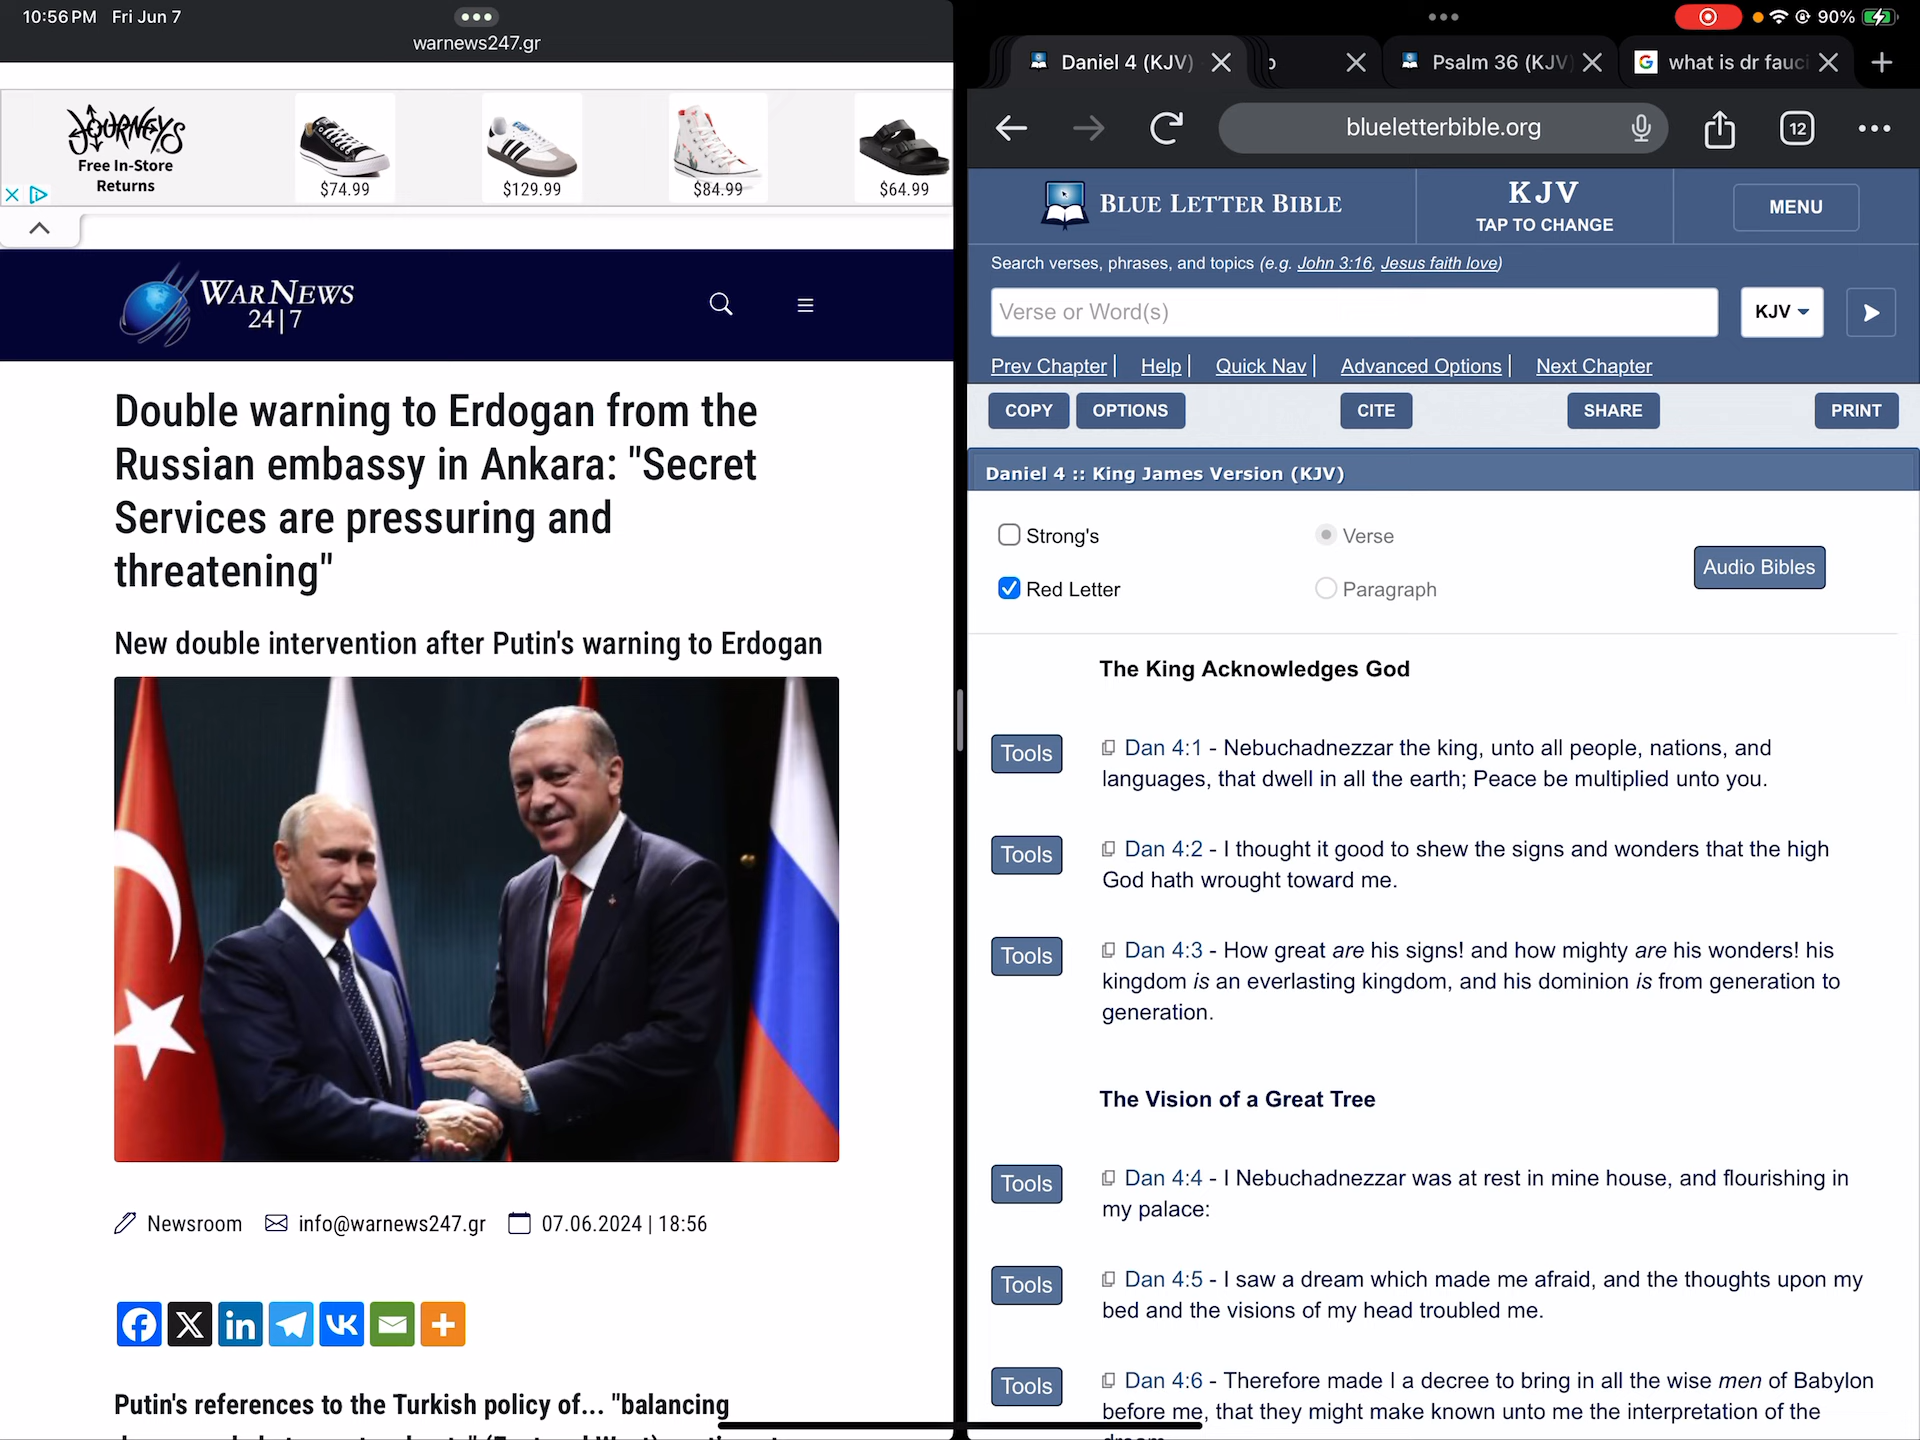 10:56 PM Fri Jun 7
warnews247.gr
JOURNEYS
Free In-Store
Returns
$74.99
$129.99
$84.99
$64.99
WARNEWS
24|7
Double warning to Erdogan from the
Russian embassy in Ankara: "Secret
Services are pressuring and
threatening"
New double intervention after Putin's warning to Erdogan
Newsroom info@warnews247.gr 07.06.2024 | 18:56
Putin's references to the Turkish policy of... "balancing
90%
Daniel 4 (KJV)
Psalm 36 (KJV)
what is dr fauci
blueletterbible.org
12
BLUE LETTER BIBLE
KJV
TAP TO CHANGE
MENU
Search verses, phrases, and topics (e.g. John 3:16, Jesus faith love)
Verse or Word(s)
KJV
Prev Chapter | Help | Quick Nav | Advanced Options | Next Chapter
COPY OPTIONS CITE SHARE PRINT
Daniel 4 :: King James Version (KJV)
Strong's Verse
Audio Bibles
Red Letter Paragraph
The King Acknowledges God
Tools Dan 4:1 - Nebuchadnezzar the king, unto all people, nations, and
languages, that dwell in all the earth; Peace be multiplied unto you.
Tools Dan 4:2 - I thought it good to shew the signs and wonders that the high
God hath wrought toward me.
Tools Dan 4:3 - How great are his signs! and how mighty are his wonders! his
kingdom is an everlasting kingdom, and his dominion is from generation to
generation.
The Vision of a Great Tree
Tools Dan 4:4 - I Nebuchadnezzar was at rest in mine house, and flourishing in
my palace:
Tools Dan 4:5 - I saw a dream which made me afraid, and the thoughts upon my
bed and the visions of my head troubled me.
Tools Dan 4:6 - Therefore made I a decree to bring in all the wise men of Babylon
before me, that they might make known unto me the interpretation of the